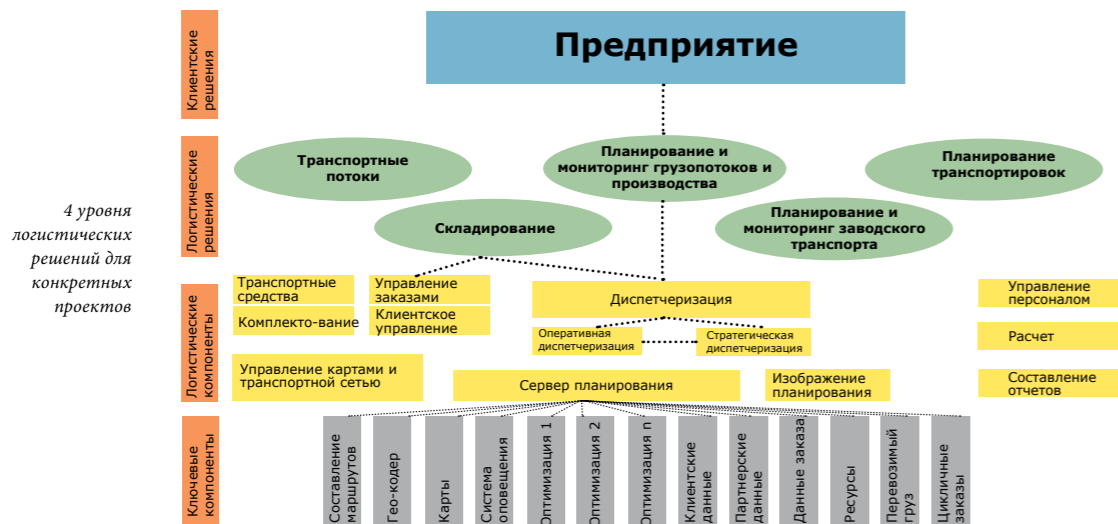 Клиентские
решения
Предприятие
Логистические
решения
Транспортные
потоки
Планирование и
мониторинг грузопотоков и
производства
Планирование
транспортировок
Складирование
Планирование и
мониторинг заводского
транспорта
4 уровня
логистических
решений для
конкретных
проектов
Логистические
компоненты
Транспортные
средства
Управление
заказами
Диспетчеризация
Управление
персоналом
Комплекто-вание
Клиентское
управление
Оперативная
диспетчеризация
Стратегическая
диспетчеризация
Расчет
Управление картами и
транспортной сетью
Сервер планирования
Изображение
планирования
Составление
отчетов
Ключевые
компоненты
Составление
маршрутов
Гео-кодер
Карты
Система
оповещения
Оптимизация 1
Оптимизация 2
Оптимизация n
Клиентские
данные
Партнерские
данные
Данные заказа
Ресурсы
Перевозимый
груз
Цикличные
заказы